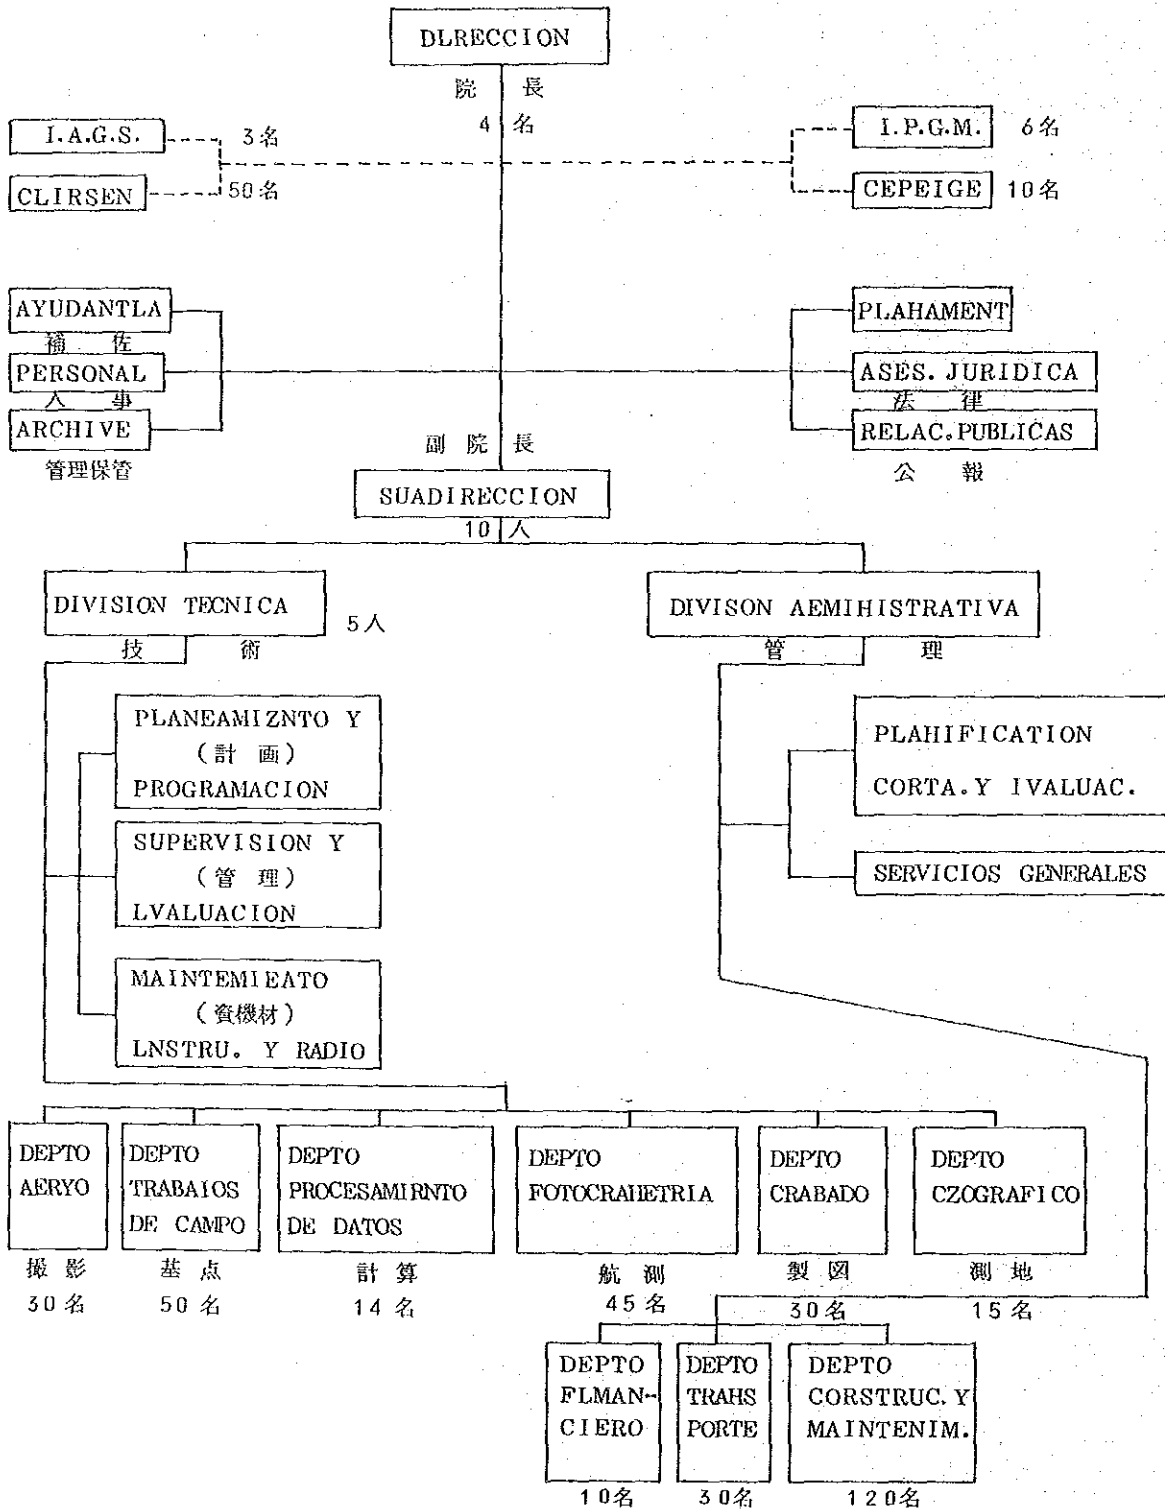 DLRECCION
院長
4名
I.A.G.S. 3名
I.P.G.M. 6名
CLIRSEN 50名
CEPEIGE 10名
AYUDANTLA
補佐
PLAHAMENT
PERSONAL
人事
ASES.JURIDICA
法律
ARCHIVE
管理保管
RELAC.PUBLICAS
公報
副院長
SUADIRECCION
10人
DIVISION TECNICA
5人
技術
DIVISON AEMIHISTRATIVA
管理
PLANEAMIZNTO Y
(計画)
PROGRAMACION
SUPERVISION Y
(管理)
LVALUACION
MAINTEMIEATO
(資機材)
LNSTRU. Y RADIO
PLAHIFICATION
CORTA.Y IVALUAC.
SERVICIOS GENERALES
DEPTO
AERYO
撮影
30名
DEPTO
TRABAIOS
DE CAMPO
基点
50名
DEPTO
PROCESAMIRNTO
DE DATOS
計算
14名
DEPTO
FOTOCRAHETRIA
航測
45名
DEPTO
CRABADO
製図
30名
DEPTO
CZOGRAFICO
測地
15名
DEPTO
FLMAN-
CIERO
10名
DEPTO
TRAHS
PORTE
30名
DEPTO
CORSTRUC.Y
MAINTENIM.
120名